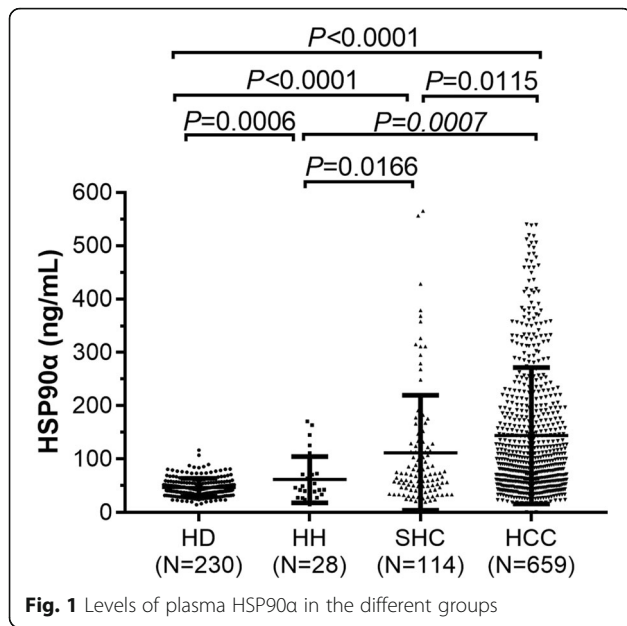 P<0.0001
P<0.0001 P=0.0115
P=0.0006 P=0.0007
P=0.0166
600
500
400
300
200
100
0
HSP90α (ng/mL)
HD HH SHC HCC
(N=230) (N=28) (N=114) (N=659)
Fig. 1 Levels of plasma HSP90α in the different groups